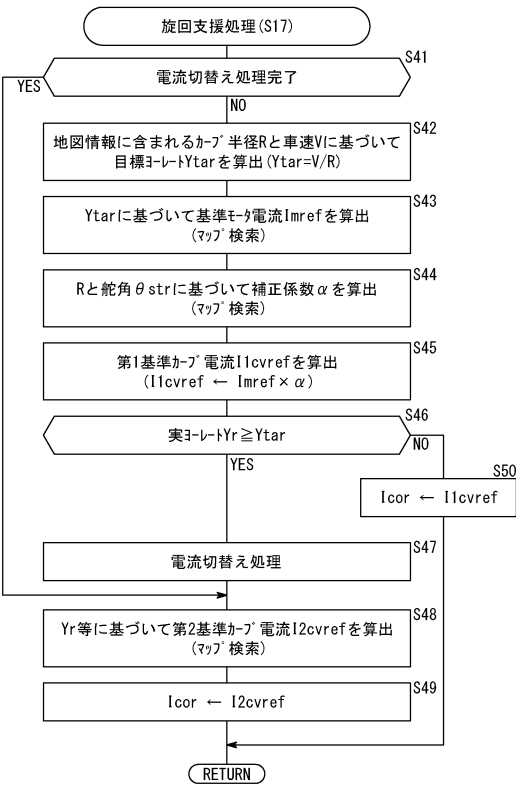 旋回支援処理(S17)
S41
電流切替え処理完了
YES
NO
S42
地図情報に含まれるｶｰﾌﾞ半径Rと車速Vに基づいて
目標ﾖｰﾚｰﾄYtarを算出(Ytar=V/R)
S43
Ytarに基づいて基準ﾓｰﾀ電流Imrefを算出
(ﾏｯﾌﾟ検索)
S44
Rと舵角θstrに基づいて補正係数αを算出
(ﾏｯﾌﾟ検索)
S45
第1基準ｶｰﾌﾞ電流I1cvrefを算出
(I1cvref ← Imref×α)
S46
実ﾖｰﾚｰﾄYr≧Ytar
NO
YES
S50
Icor ← I1cvref
S47
電流切替え処理
S48
Yr等に基づいて第2基準ｶｰﾌﾞ電流I2cvrefを算出
(ﾏｯﾌﾟ検索)
S49
Icor ← I2cvref
RETURN